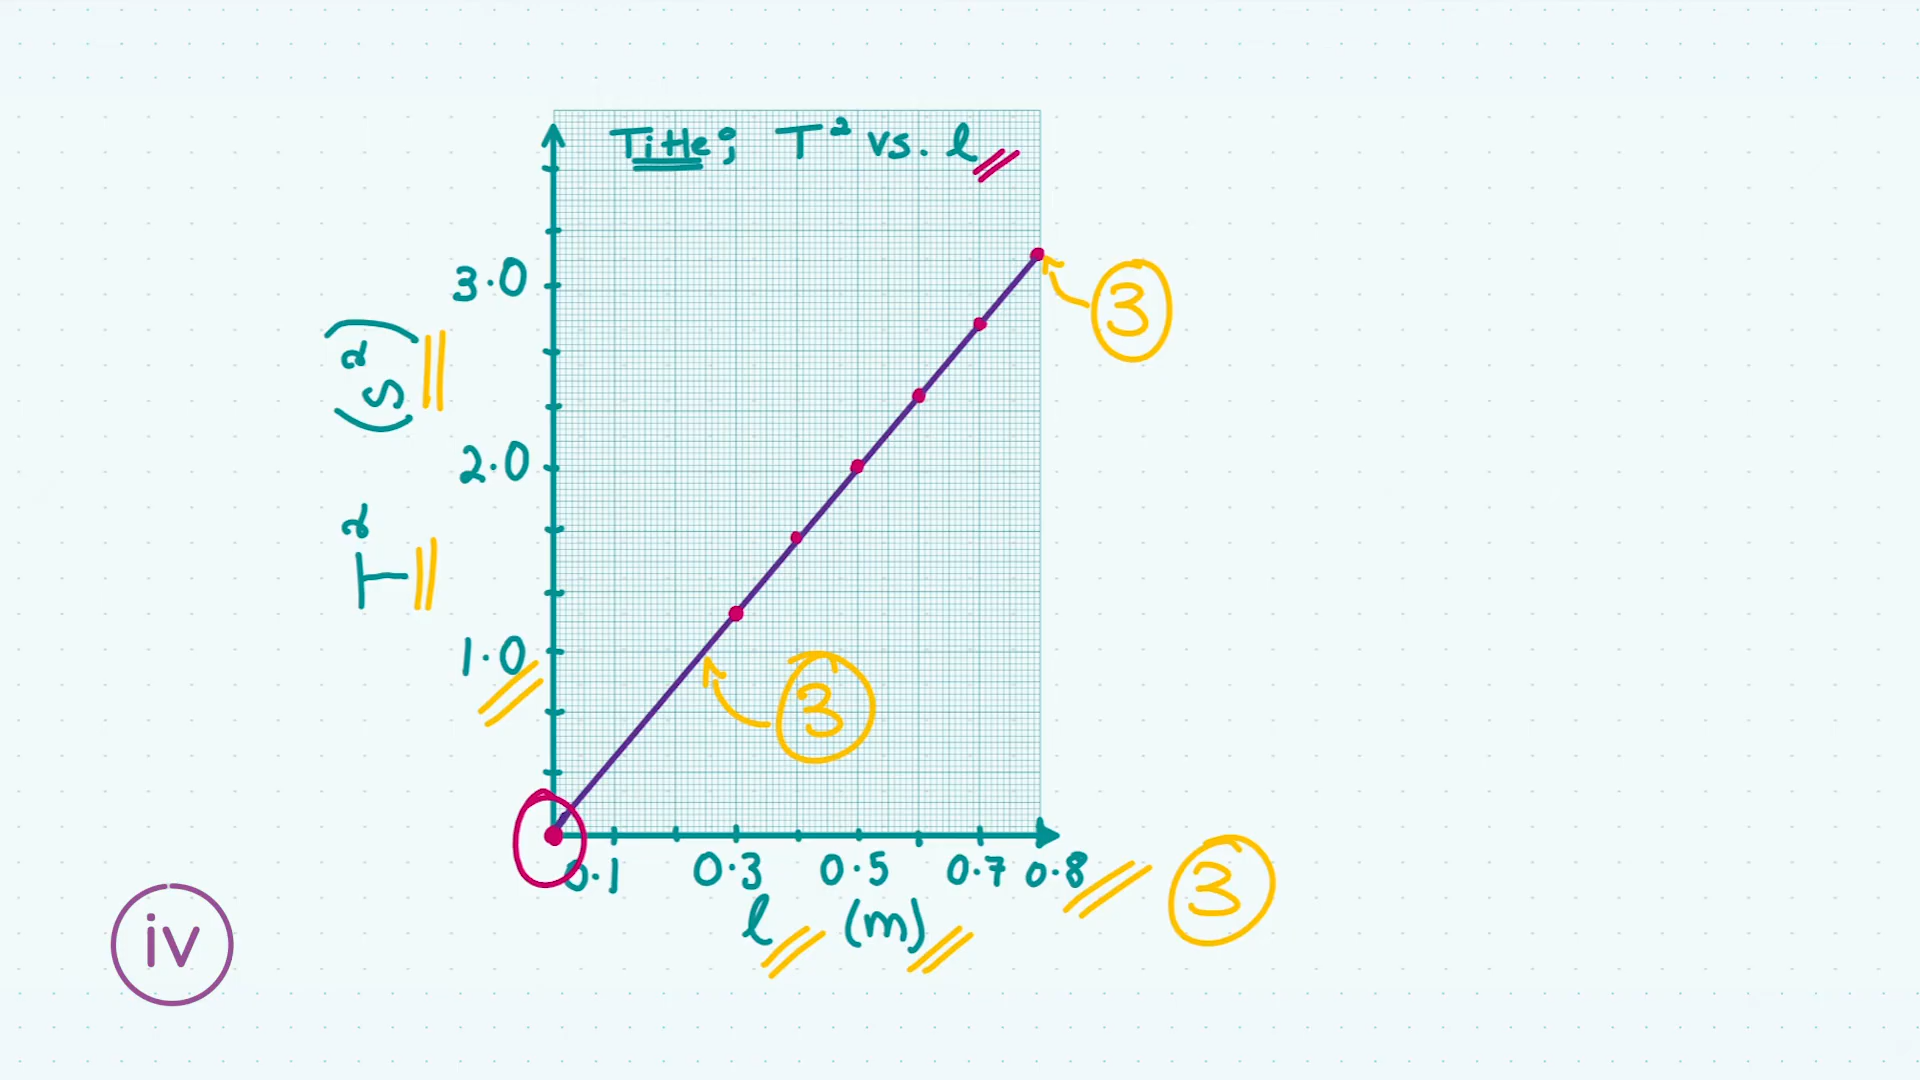 Title; T² vs. l
3.0
3
(s²)
2.0
T²
1.0
3
0.1 0.3 0.5 0.7 0.8
3
l (m)
iv